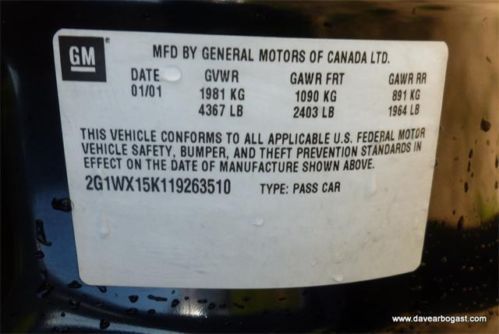 GM
MFD BY GENERAL MOTORS OF CANADA LTD.
DATE GVWR GAWR FRT GAWR RR
01/01 1981 KG 1090 KG 891 KG
4367 LB 2403 LB 1964 LB
THIS VEHICLE CONFORMS TO ALL APPLICABLE U.S. FEDERAL MOTOR
VEHICLE SAFETY, BUMPER, AND THEFT PREVENTION STANDARDS IN
EFFECT ON THE DATE OF MANUFACTURE SHOWN ABOVE.
2G1WX15K119263510 TYPE: PASS CAR
www.davearbogast.com